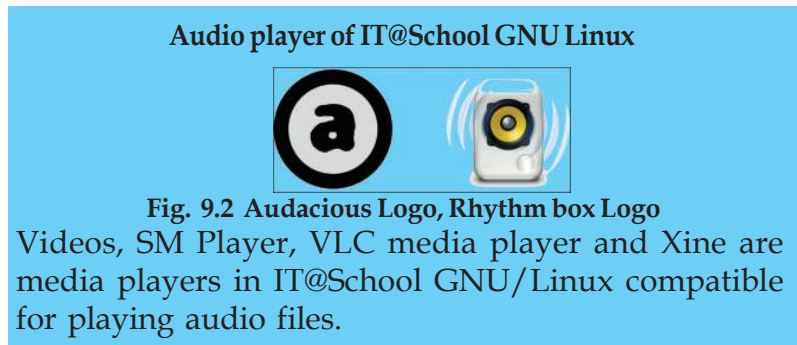 Audio player of IT@School GNU Linux
a
Fig. 9.2 Audacious Logo, Rhythm box Logo
Videos, SM Player, VLC media player and Xine are
media players in IT@School GNU/Linux compatible
for playing audio files.